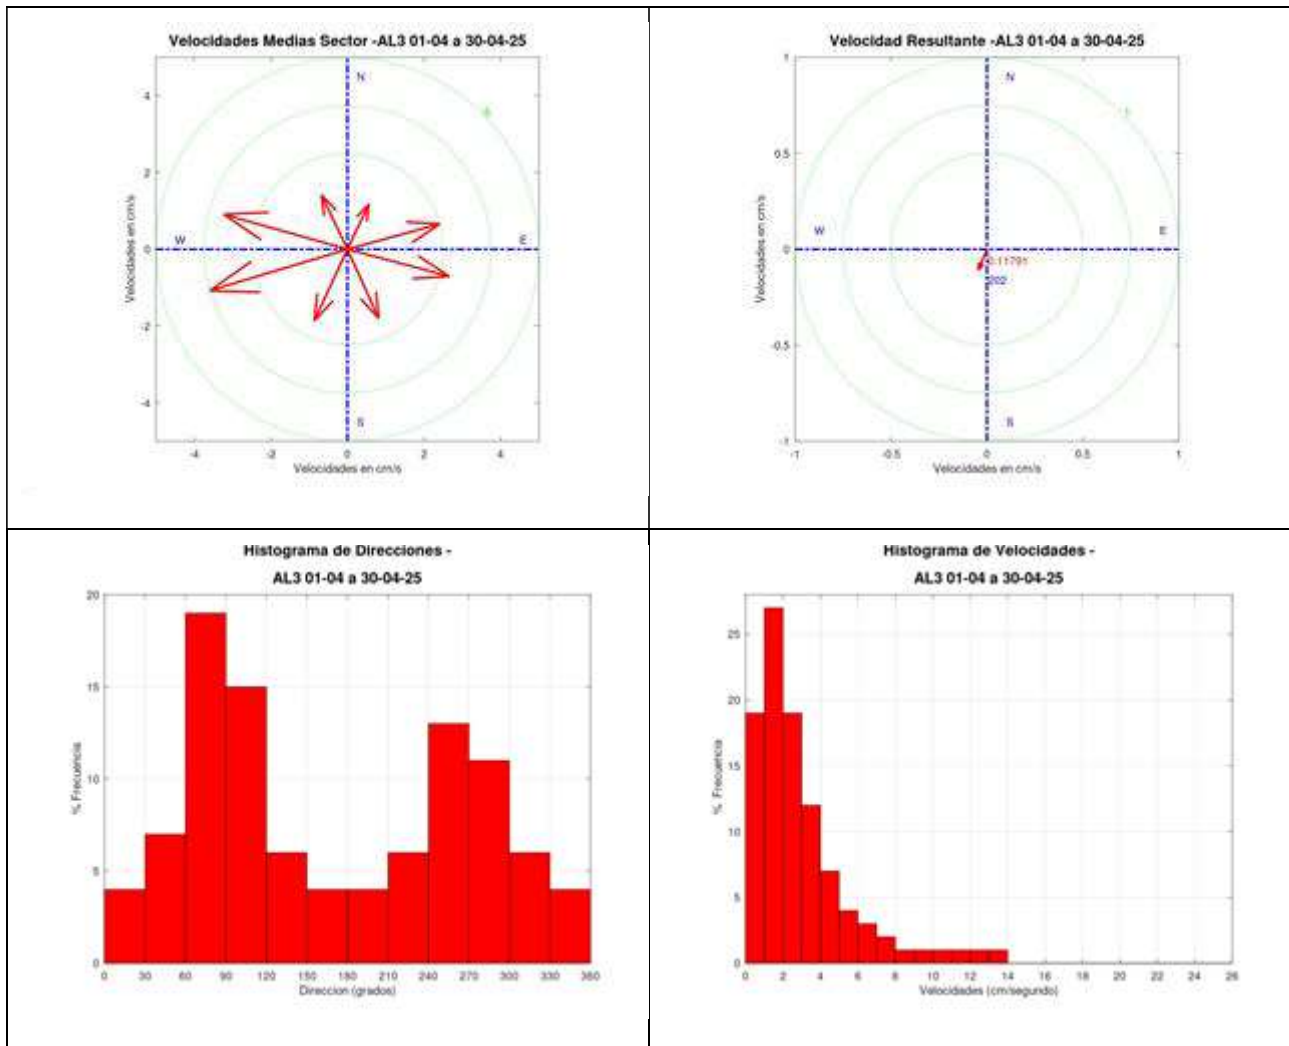 Velocidades Medias Sector -AL3 01-04 a 30-04-25
N
4
2
W
0
E
Velocidades en cm/s
-2
-4
S
-4
-2
0
2
4
Velocidades en cm/s
Velocidad Resultante -AL3 01-04 a 30-04-25
1
N
1
0.5
W
0
E
0.11791
202
Velocidades en cm/s
-0.5
S
-1
-1
-0.5
0
0.5
1
Velocidades en cm/s
Histograma de Direcciones -
AL3 01-04 a 30-04-25
20
15
10
5
0
% Frecuencia
0 30 60 90 120 150 180 210 240 270 300 330 360
Direccion (grados)
Histograma de Velocidades -
AL3 01-04 a 30-04-25
25
20
15
10
5
0
% Frecuencia
0 2 4 6 8 10 12 14 16 18 20 22 24 26
Velocidades (cm/segundo)